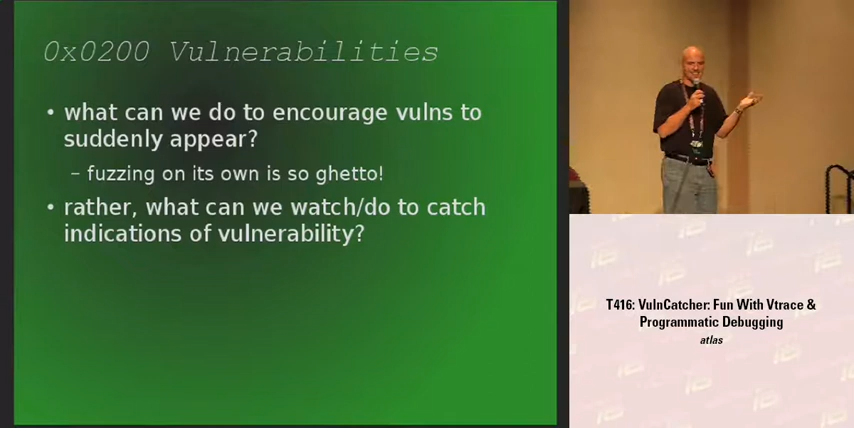 0x0200 Vulnerabilities
• what can we do to encourage vulns to
suddenly appear?
– fuzzing on its own is so ghetto!
• rather, what can we watch/do to catch
indications of vulnerability?
T416: VulnCatcher: Fun With Vtrace &
Programmatic Debugging
atlas